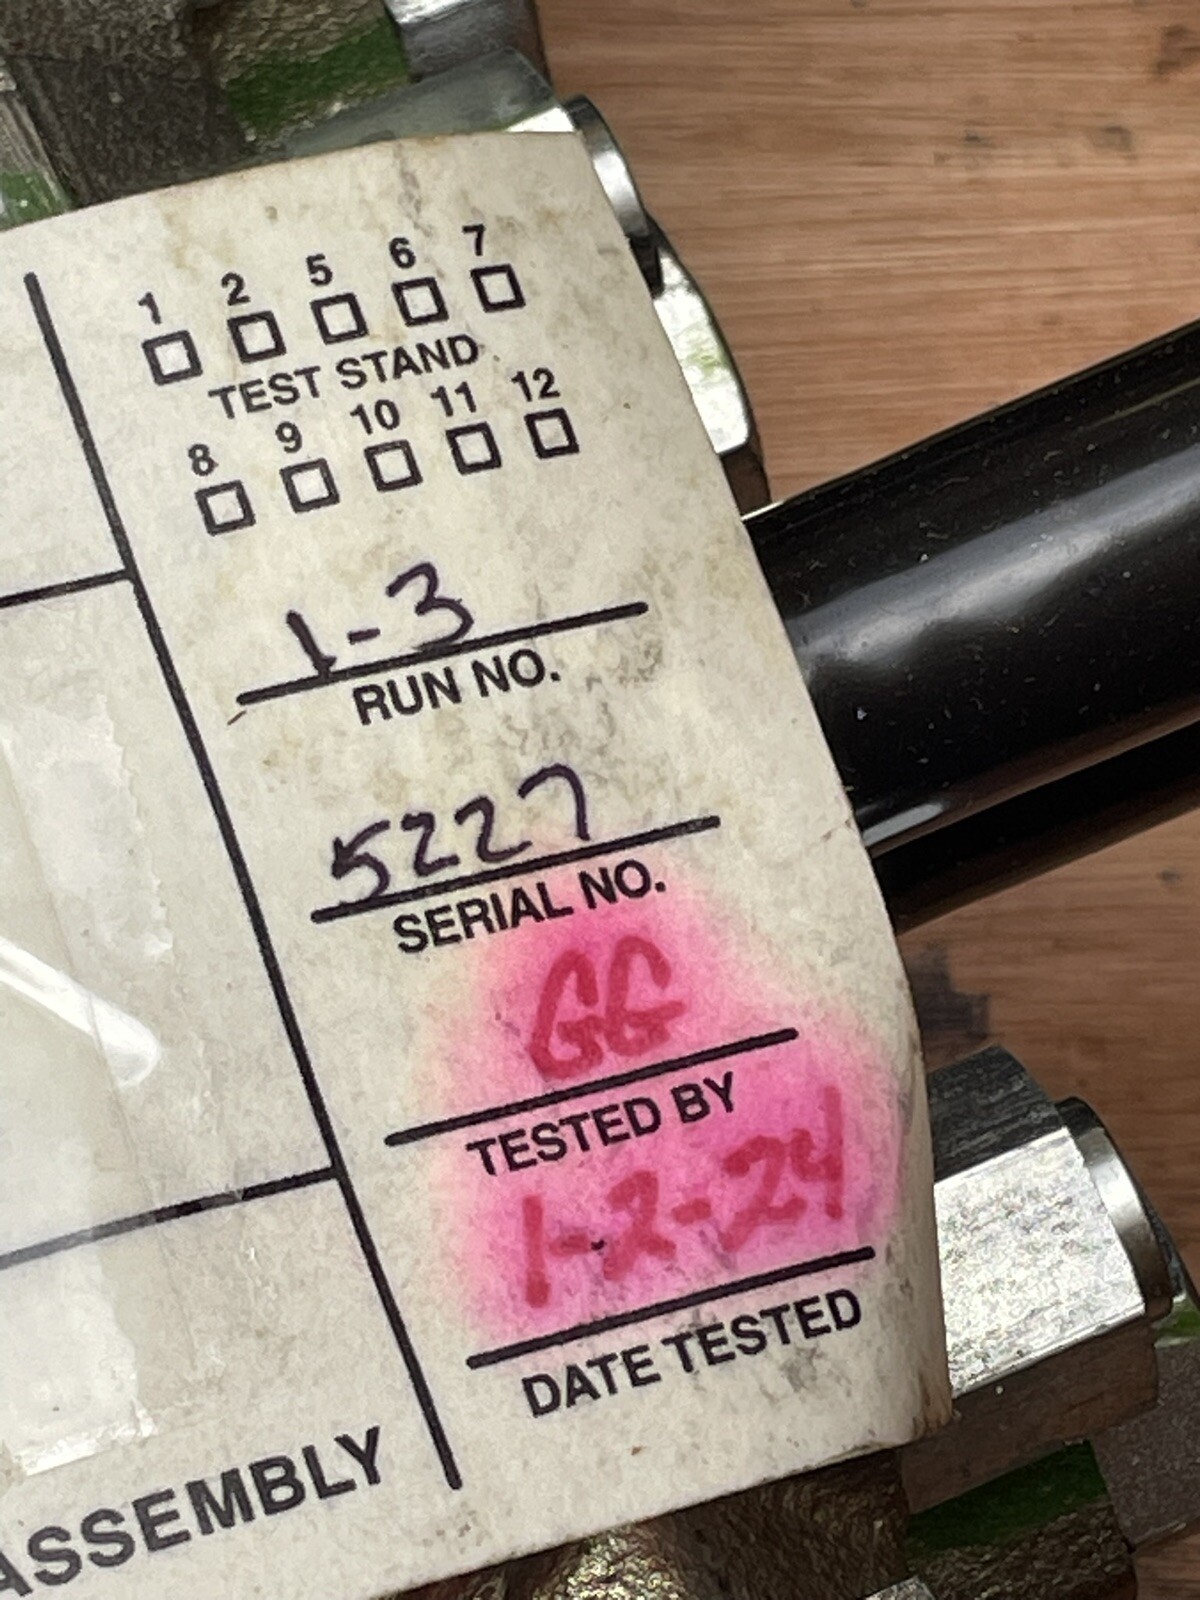 1 2 5 6 7
TEST STAND
8 9 10 11 12
1-3
RUN NO.
5227
SERIAL NO.
GG
TESTED BY
1-2-24
DATE TESTED
ASSEMBLY